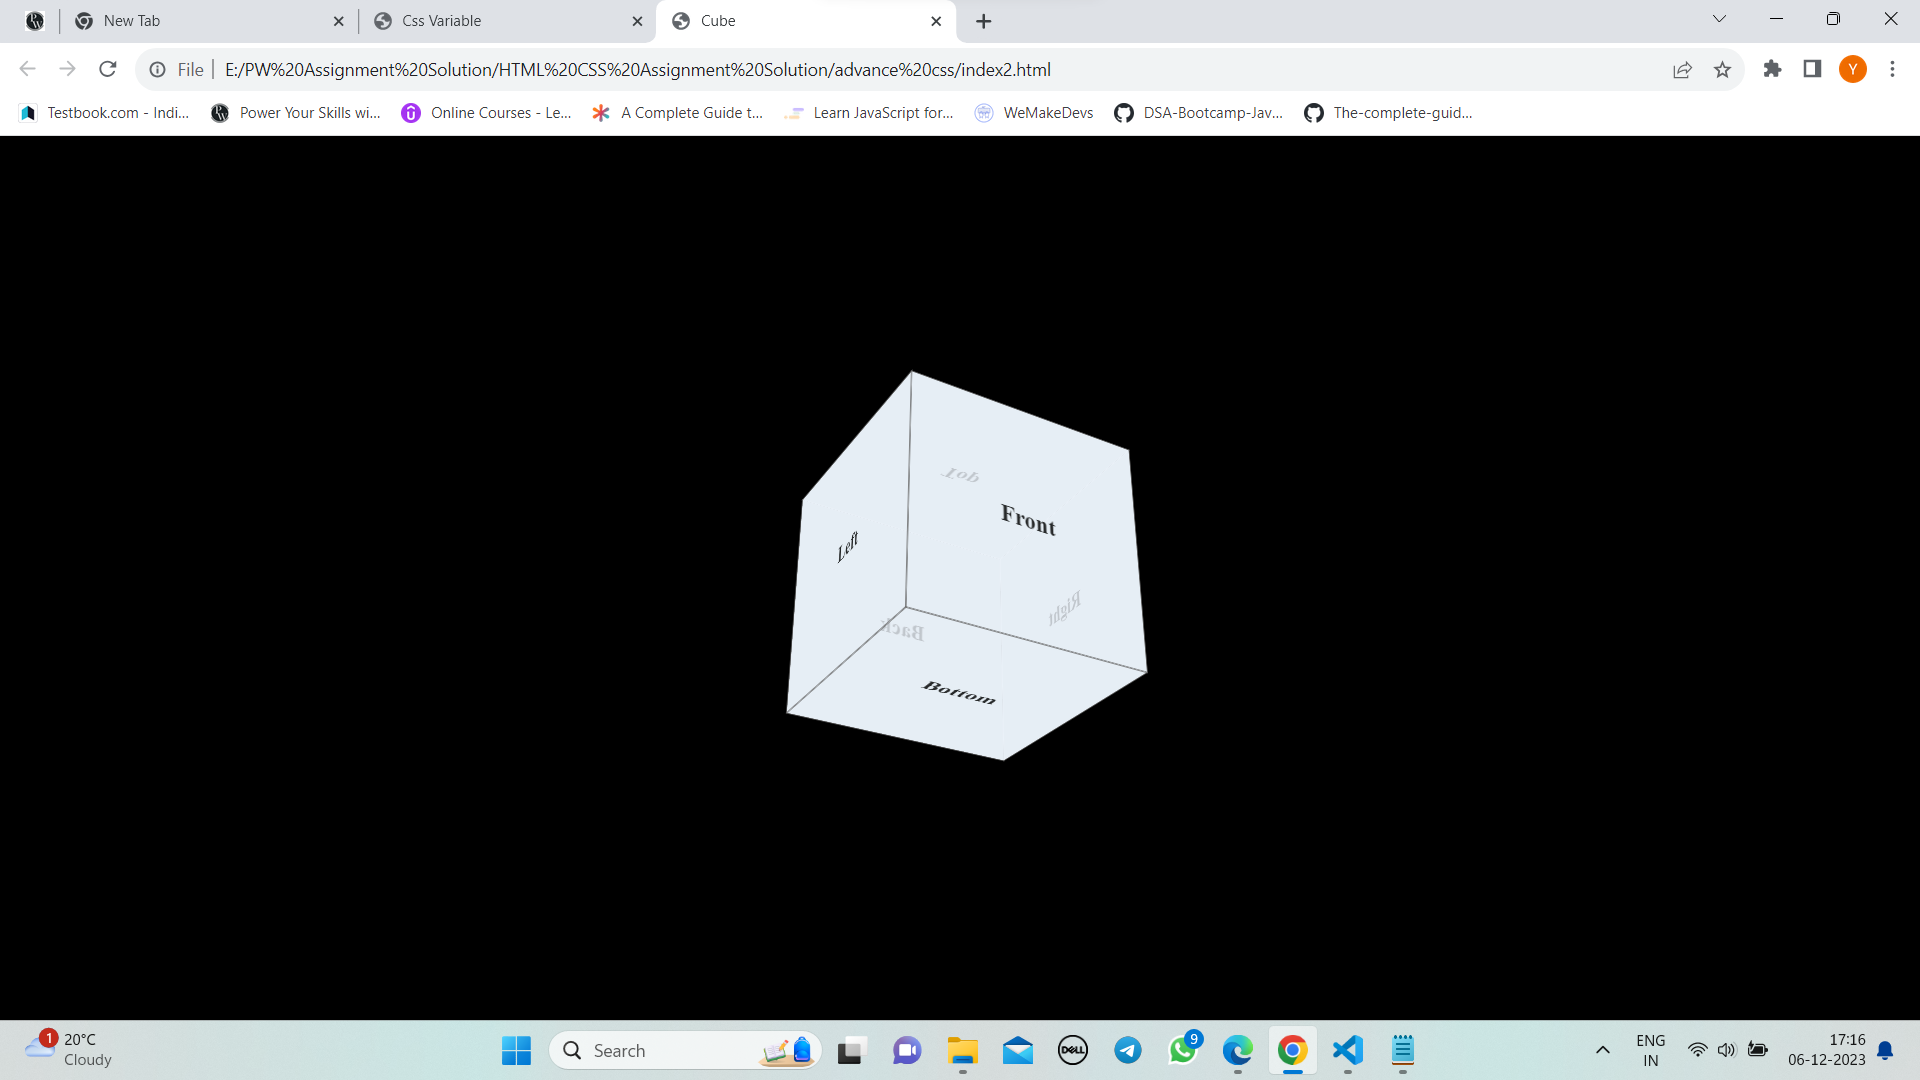 New Tab
Css Variable
Cube
File
E:/PW%20Assignment%20Solution/HTML%20CSS%20Assignment%20Solution/advance%20css/index2.html
Y
Testbook.com - Indi...
Power Your Skills wi...
Online Courses - Le...
A Complete Guide t...
Learn JavaScript for...
WeMakeDevs
DSA-Bootcamp-Jav...
The-complete-guid...
Top
Front
Left
Right
Back
Bottom
1
20°C
Cloudy
Search
DELL
9
ENG
IN
17:16
06-12-2023